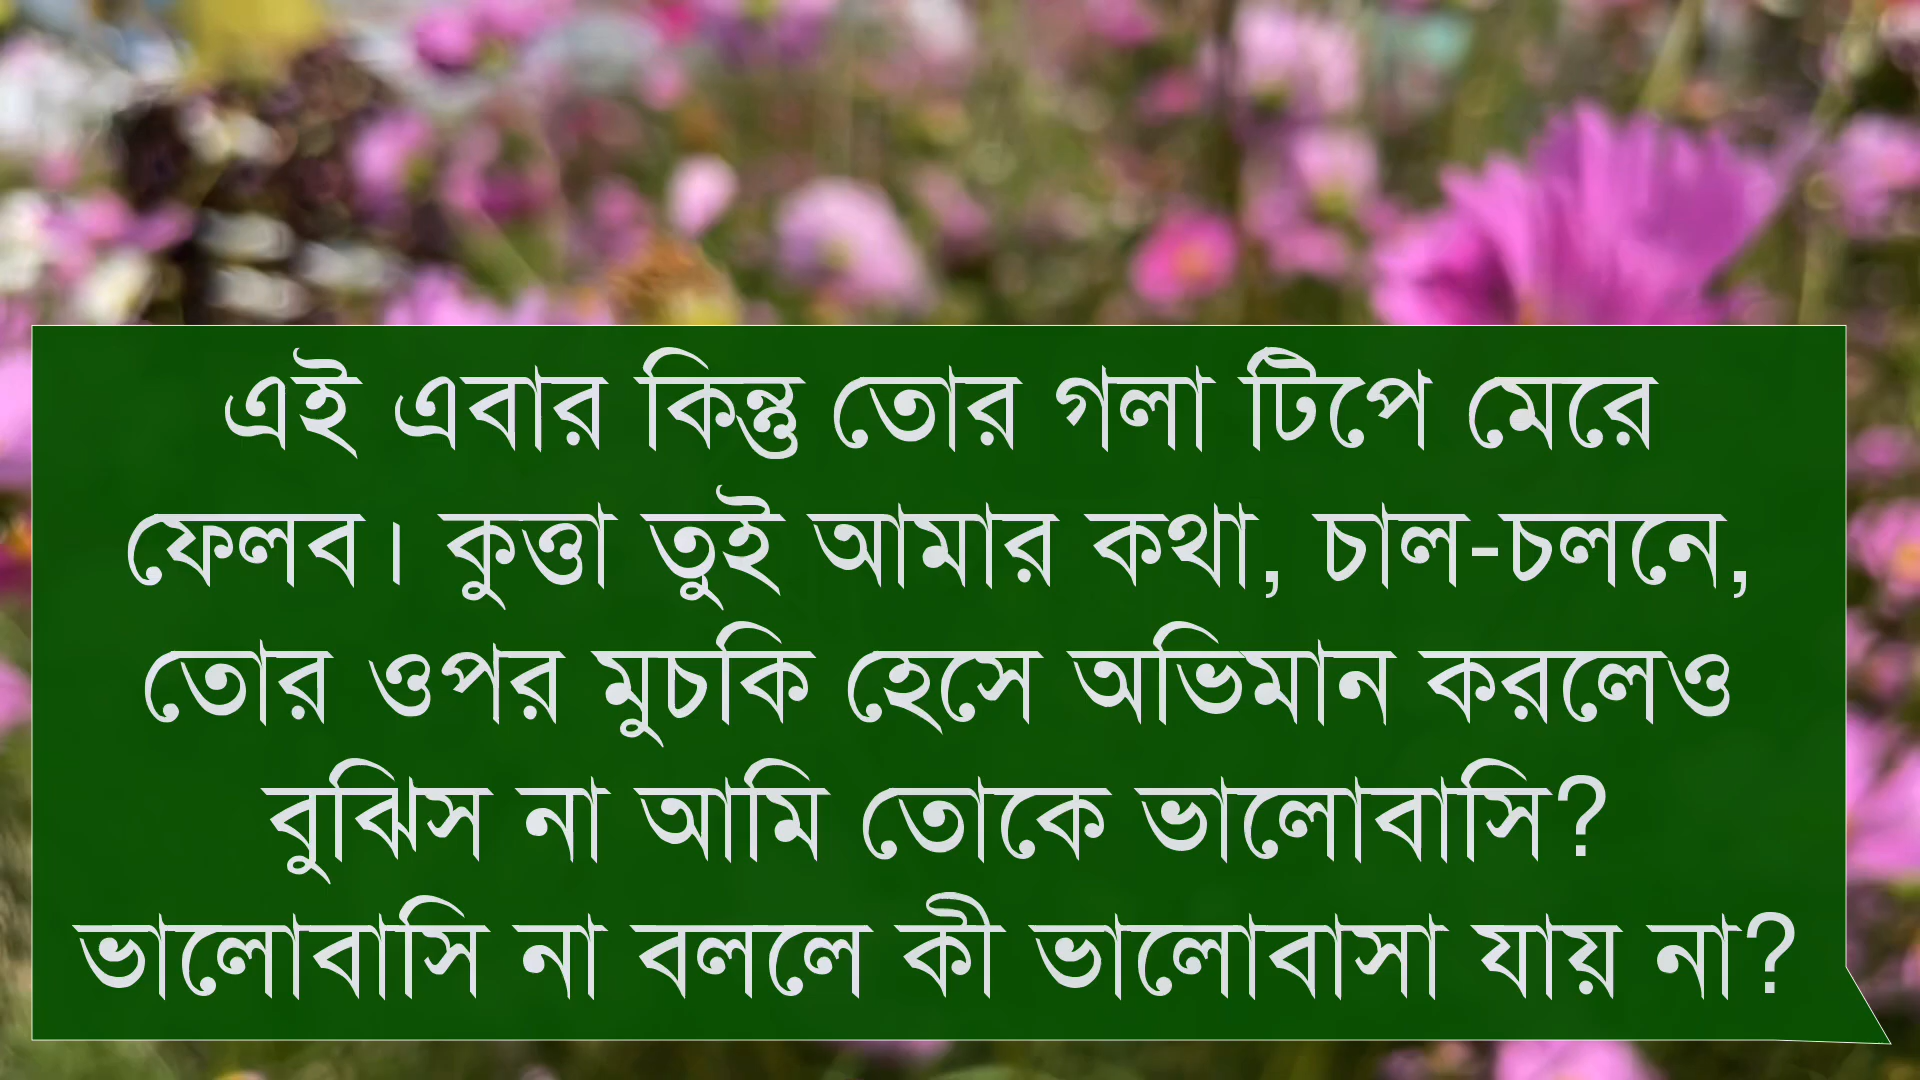 এই এবার কিন্তু তোর গলা টিপে মেরে
ফেলব। কুত্তা তুই আমার কথা, চাল-চলনে,
তোর ওপর মুচকি হেসে অভিমান করলেও
বুঝিস না আমি তোকে ভালোবাসি?
ভালোবাসি না বললে কী ভালোবাসা যায় না?